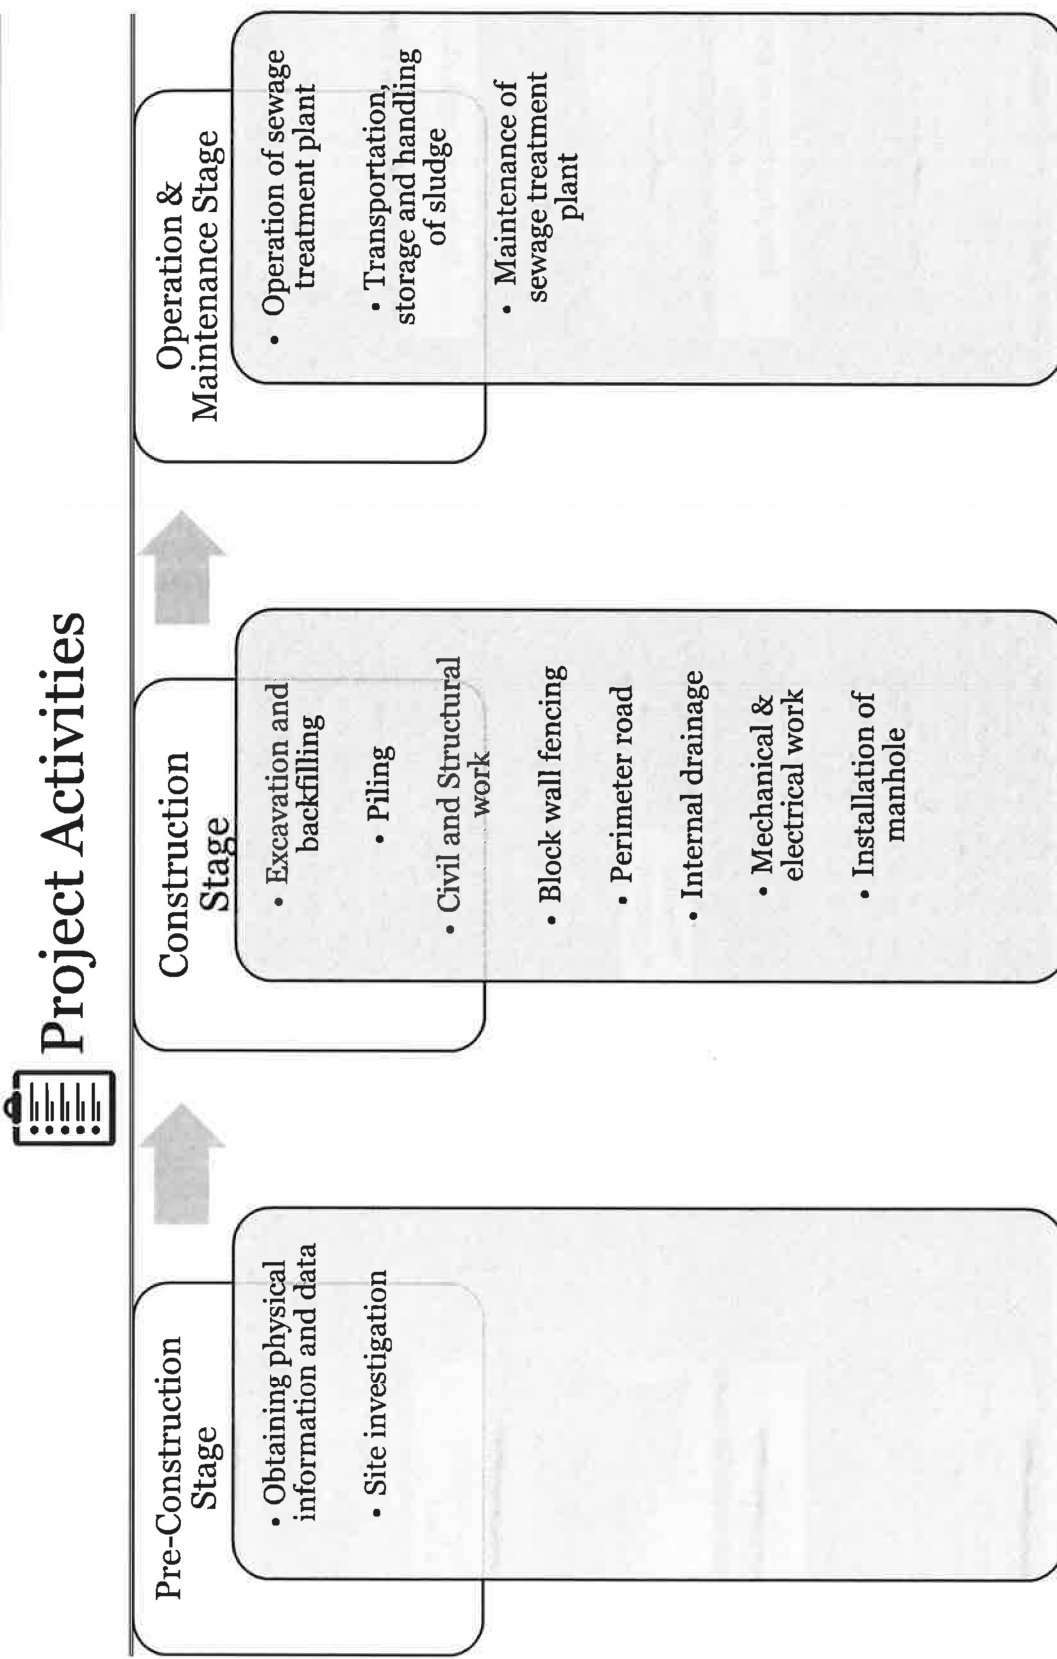 Project Activities
Pre-Construction
Stage
• Obtaining physical
information and data
• Site investigation
Construction
Stage
• Excavation and
backfilling
• Piling
• Civil and Structural
work
• Block wall fencing
• Perimeter road
• Internal drainage
• Mechanical &
electrical work
• Installation of
manhole
Operation &
Maintenance Stage
• Operation of sewage
treatment plant
• Transportation,
storage and handling
of sludge
• Maintenance of
sewage treatment
plant